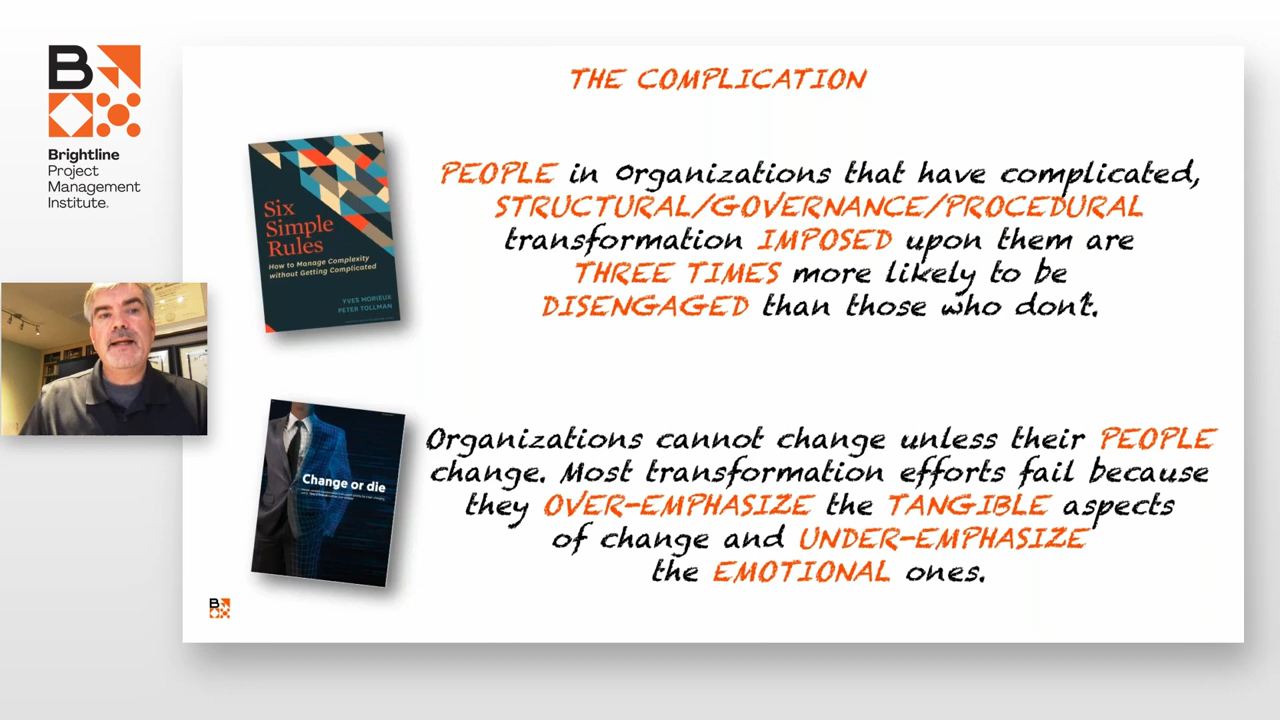 Brightline
Project
Management
Institute.
THE COMPLICATION
Six
Simple
Rules
How to Manage Complexity
without Getting Complicated
YVES MORIEUX
PETER TOLLMAN
PEOPLE in Organizations that have complicated,
STRUCTURAL/GOVERNANCE/PROCEDURAL
transformation IMPOSED upon them are
THREE TIMES more likely to be
DISENGAGED than those who don't.
Change or die
Organizations cannot change unless their PEOPLE
change. Most transformation efforts fail because
they OVER-EMPHASIZE the TANGIBLE aspects
of change and UNDER-EMPHASIZE
the EMOTIONAL ones.